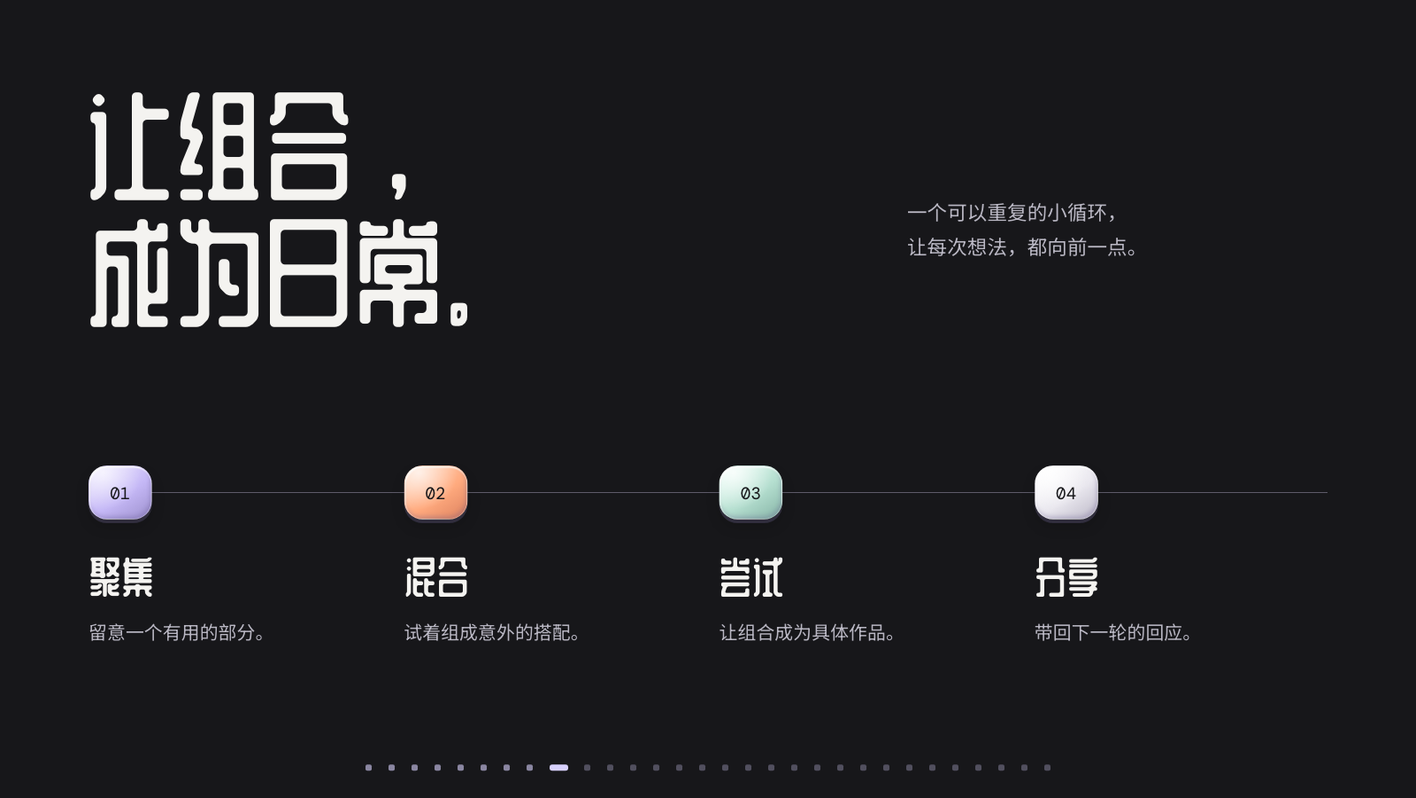 让组合，
成为日常。
一个可以重复的小循环，
让每次想法，都向前一点。
01
聚集
留意一个有用的部分。
02
混合
试着组成意外的搭配。
03
尝试
让组合成为具体作品。
04
分享
带回下一轮的回应。